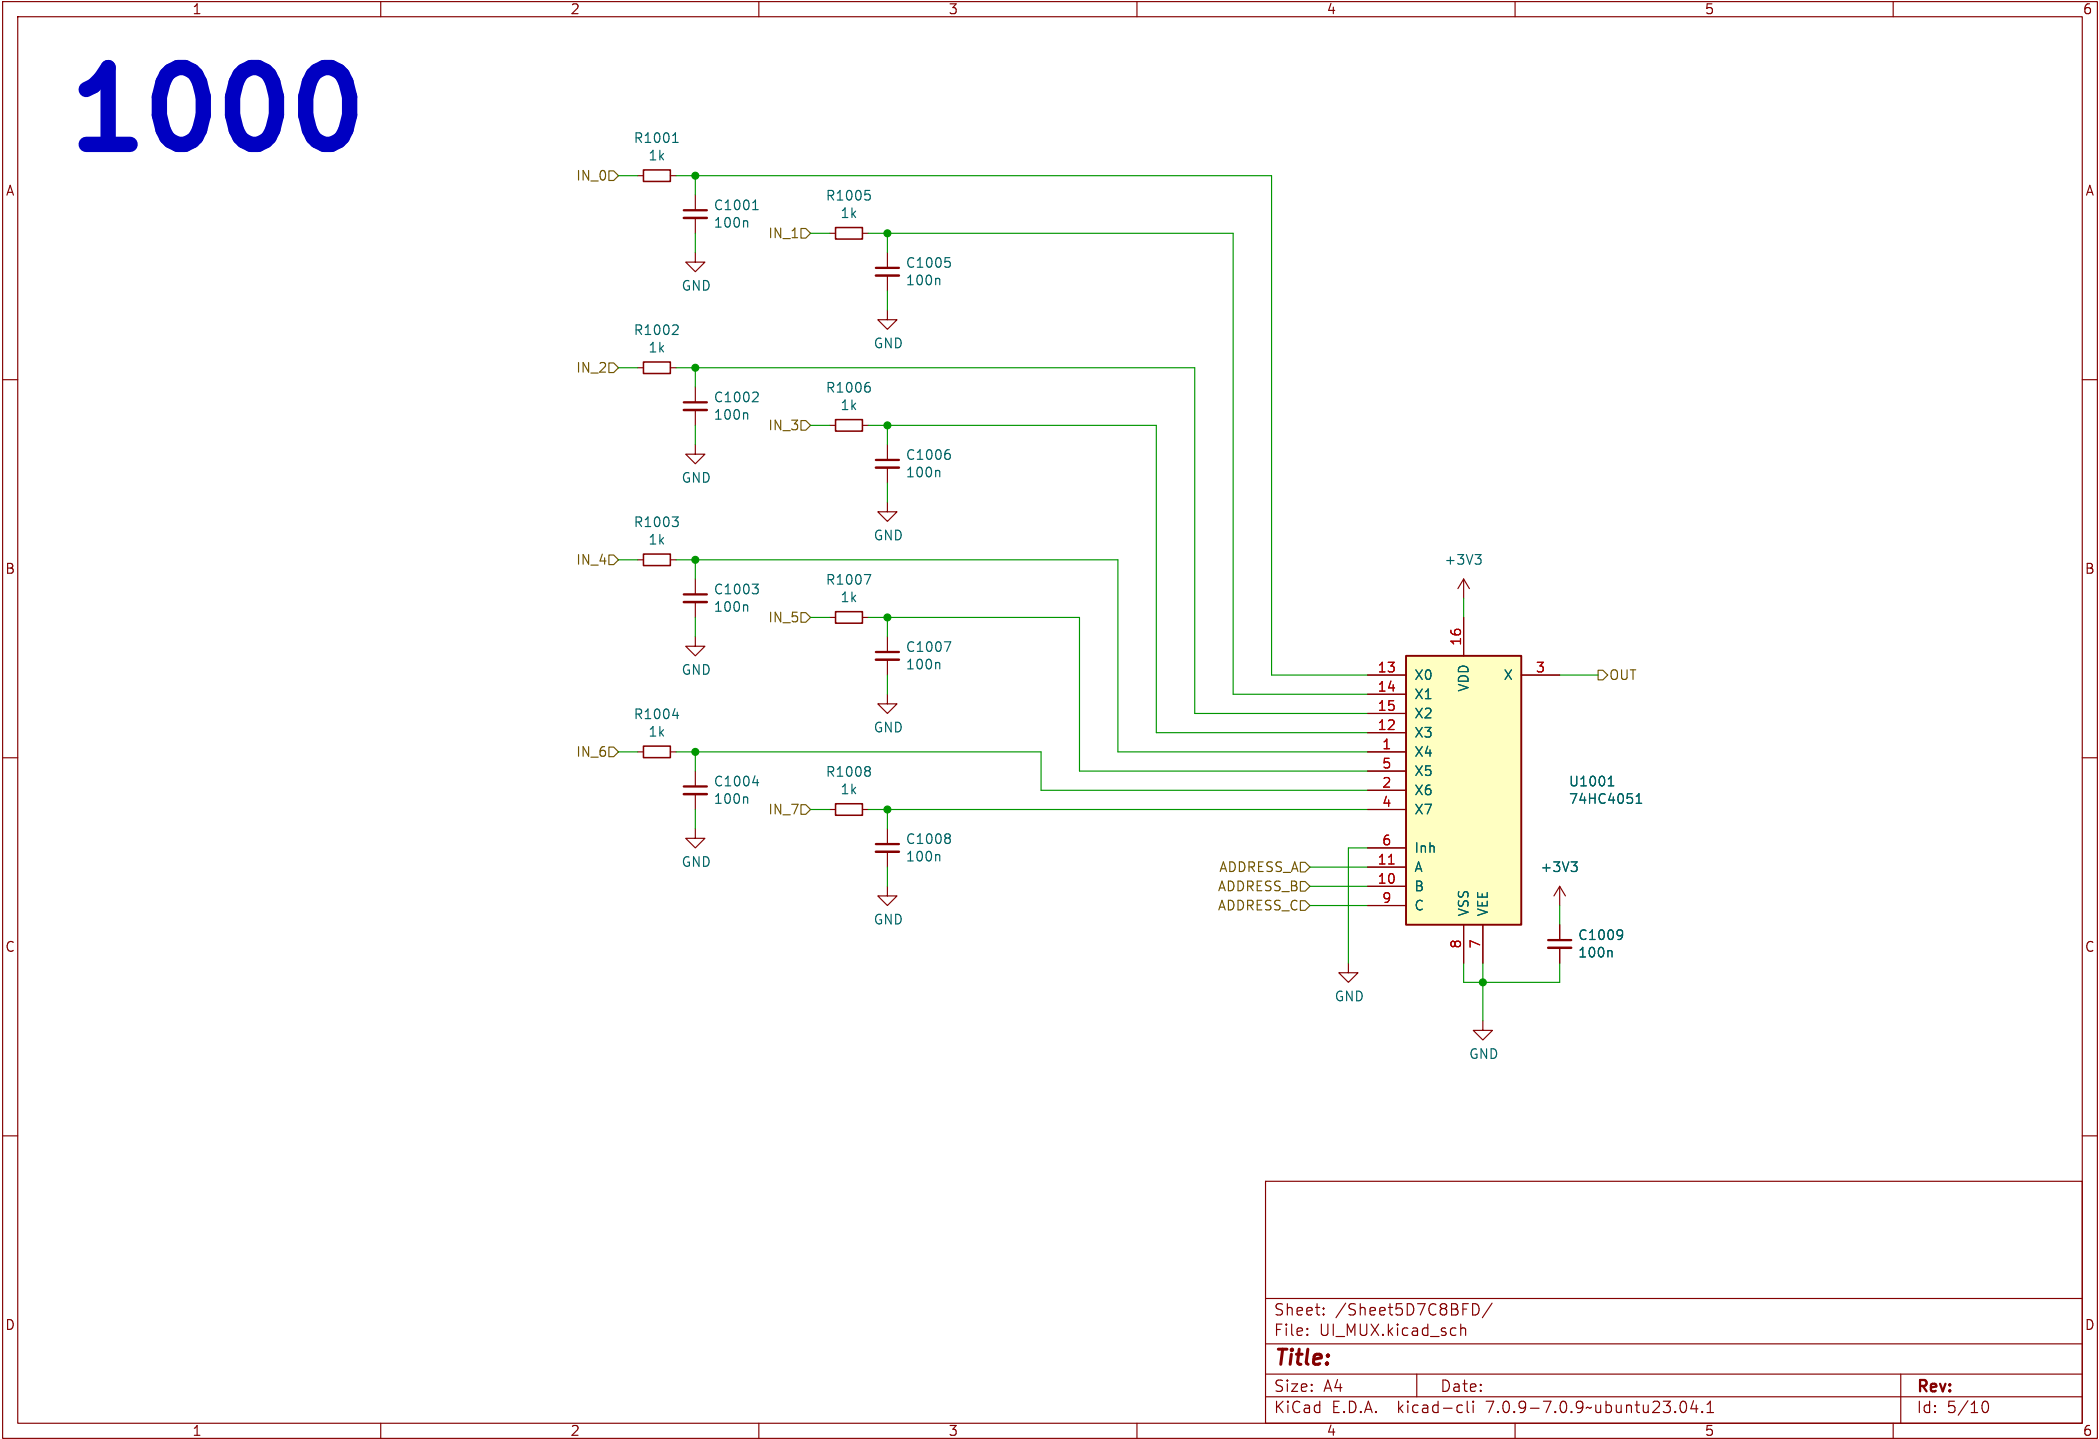 1 2 3 4 5 6
1000
A A
B B
C C
D D
R1001
1k
IN_0
C1001
100n
GND
R1005
1k
IN_1
C1005
100n
GND
R1002
1k
IN_2
C1002
100n
GND
R1006
1k
IN_3
C1006
100n
GND
R1003
1k
IN_4
C1003
100n
GND
R1007
1k
IN_5
C1007
100n
GND
R1004
1k
IN_6
C1004
100n
GND
R1008
1k
IN_7
C1008
100n
GND
+3V3
16
VDD
13 X0
14 X1
15 X2
12 X3
1 X4
5 X5
2 X6
4 X7
X 3 OUT
U1001
74HC4051
6 Inh
ADDRESS_A 11 A
ADDRESS_B 10 B
ADDRESS_C 9 C
VSS VEE
8 7
GND
+3V3
C1009
100n
GND
Sheet: /Sheet5D7C8BFD/
File: UI_MUX.kicad_sch
Title:
Size: A4 Date: Rev:
KiCad E.D.A. kicad-cli 7.0.9-7.0.9~ubuntu23.04.1 Id: 5/10
1 2 3 4 5 6